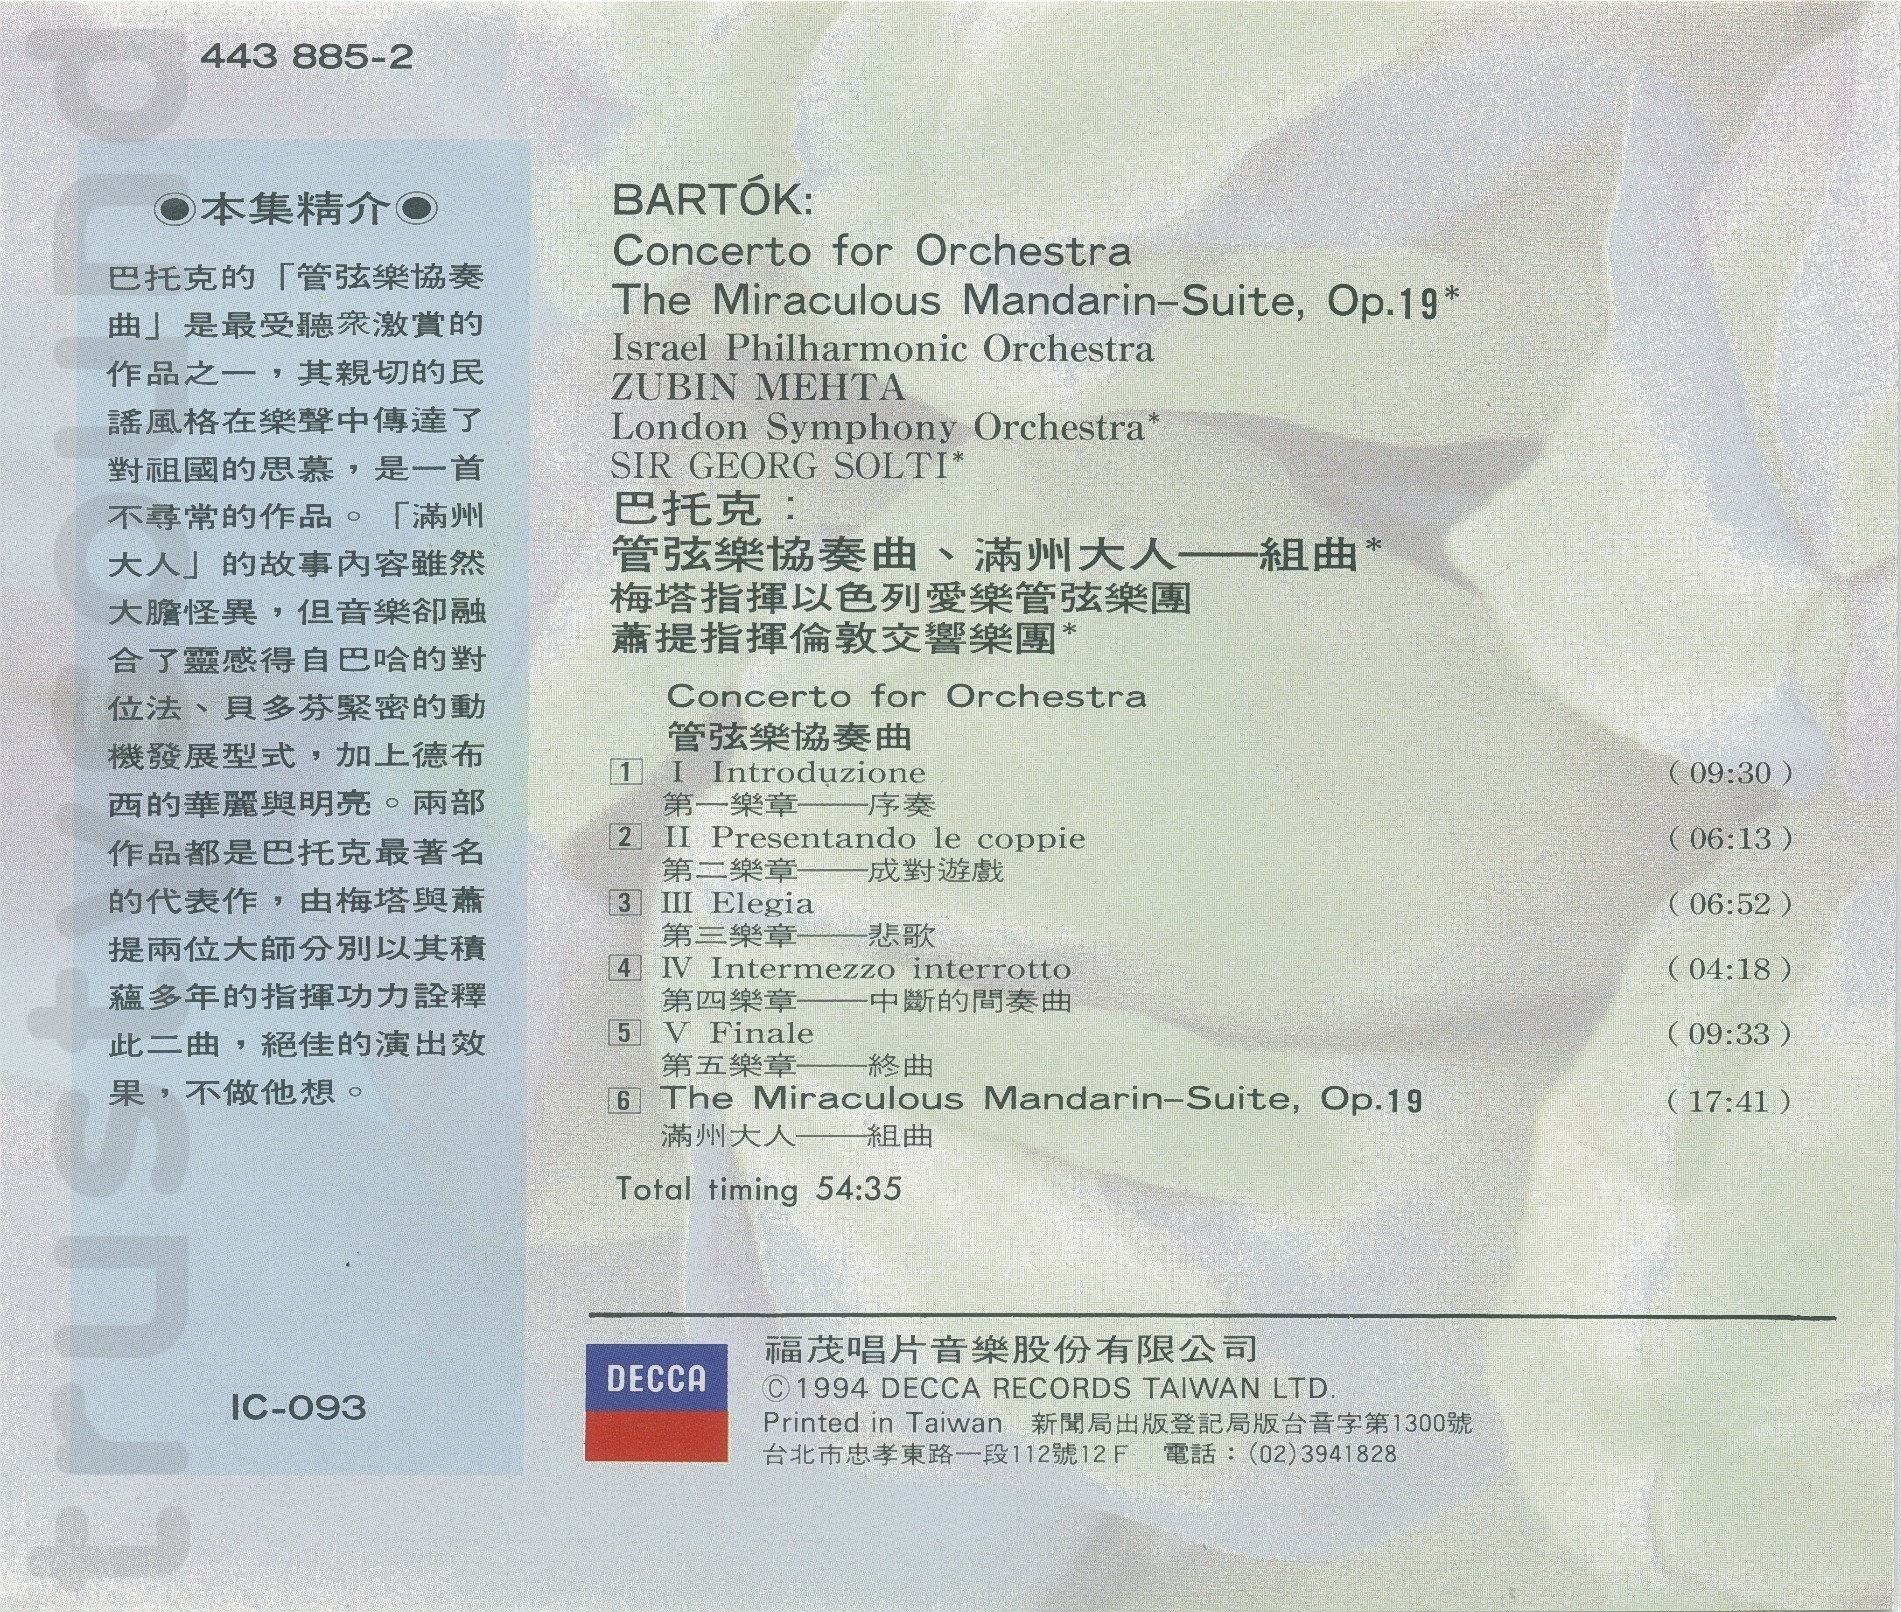 trust your sound
443 885-2
◉本集精介◉
巴托克的「管弦樂協奏
曲」是最受聽衆激賞的
作品之一，其親切的民
謠風格在樂聲中傳達了
對祖國的思慕，是一首
不尋常的作品。「滿州
大人」的故事內容雖然
大膽怪異，但音樂卻融
合了靈感得自巴哈的對
位法、貝多芬緊密的動
機發展型式，加上德布
西的華麗與明亮。兩部
作品都是巴托克最著名
的代表作，由梅塔與蕭
提兩位大師分別以其積
蘊多年的指揮功力詮釋
此二曲，絕佳的演出效
果，不做他想。
IC-093
BARTÓK:
Concerto for Orchestra
The Miraculous Mandarin-Suite, Op.19*
Israel Philharmonic Orchestra
ZUBIN MEHTA
London Symphony Orchestra*
SIR GEORG SOLTI*
巴托克：
管弦樂協奏曲、滿州大人——組曲*
梅塔指揮以色列愛樂管弦樂團
蕭提指揮倫敦交響樂團*
Concerto for Orchestra
管弦樂協奏曲
1 I Introduzione (09:30)
第一樂章——序奏
2 II Presentando le coppie (06:13)
第二樂章——成對遊戲
3 III Elegia (06:52)
第三樂章——悲歌
4 IV Intermezzo interrotto (04:18)
第四樂章——中斷的間奏曲
5 V Finale (09:33)
第五樂章——終曲
6 The Miraculous Mandarin-Suite, Op.19 (17:41)
滿州大人——組曲
Total timing 54:35
DECCA
福茂唱片音樂股份有限公司
©1994 DECCA RECORDS TAIWAN LTD.
Printed in Taiwan 新聞局出版登記局版台音字第1300號
台北市忠孝東路一段112號12F 電話：(02)3941828